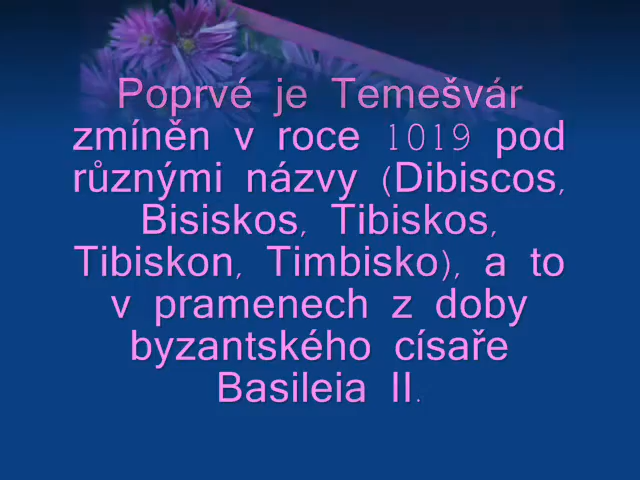 Poprvé je Temešvár
zmíněn v roce 1019 pod
různými názvy (Dibiscos,
Bisiskos, Tibiskos,
Tibiskon, Timbisko), a to
v pramenech z doby
byzantského císaře
Basileia II.